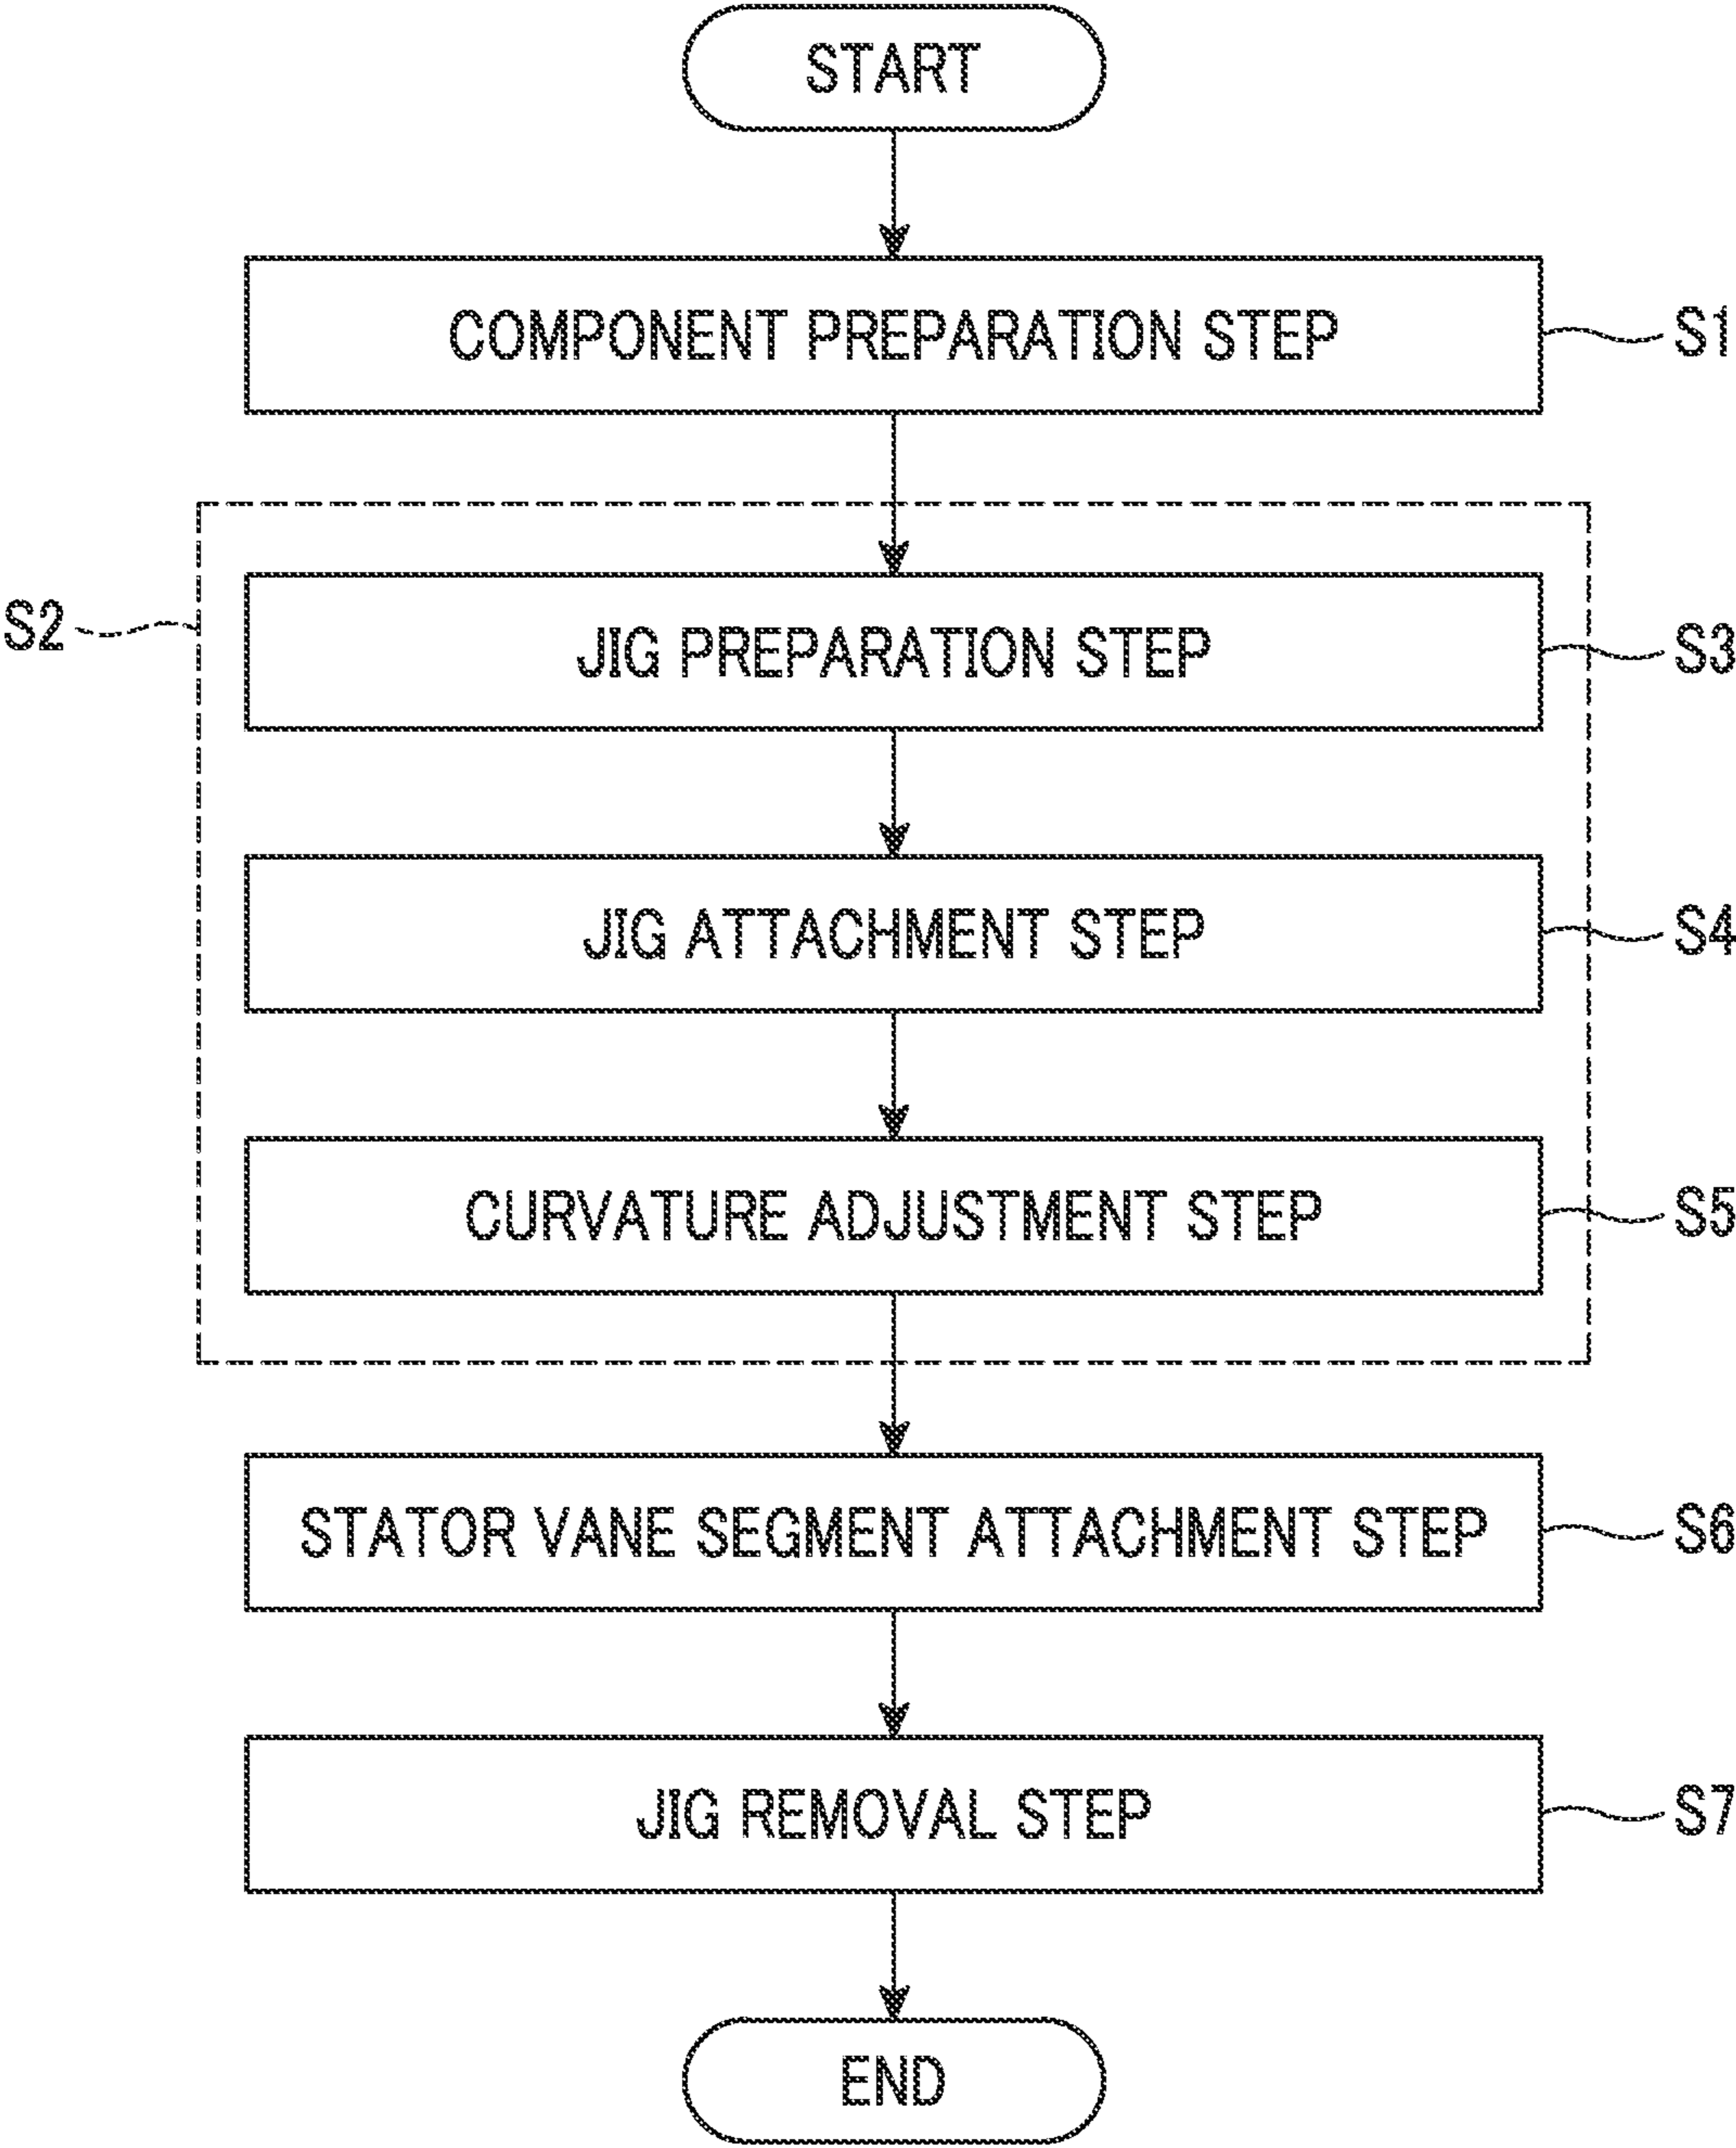 START
COMPONENT PREPARATION STEP S1
S2
JIG PREPARATION STEP S3
JIG ATTACHMENT STEP S4
CURVATURE ADJUSTMENT STEP S5
STATOR VANE SEGMENT ATTACHMENT STEP S6
JIG REMOVAL STEP S7
END